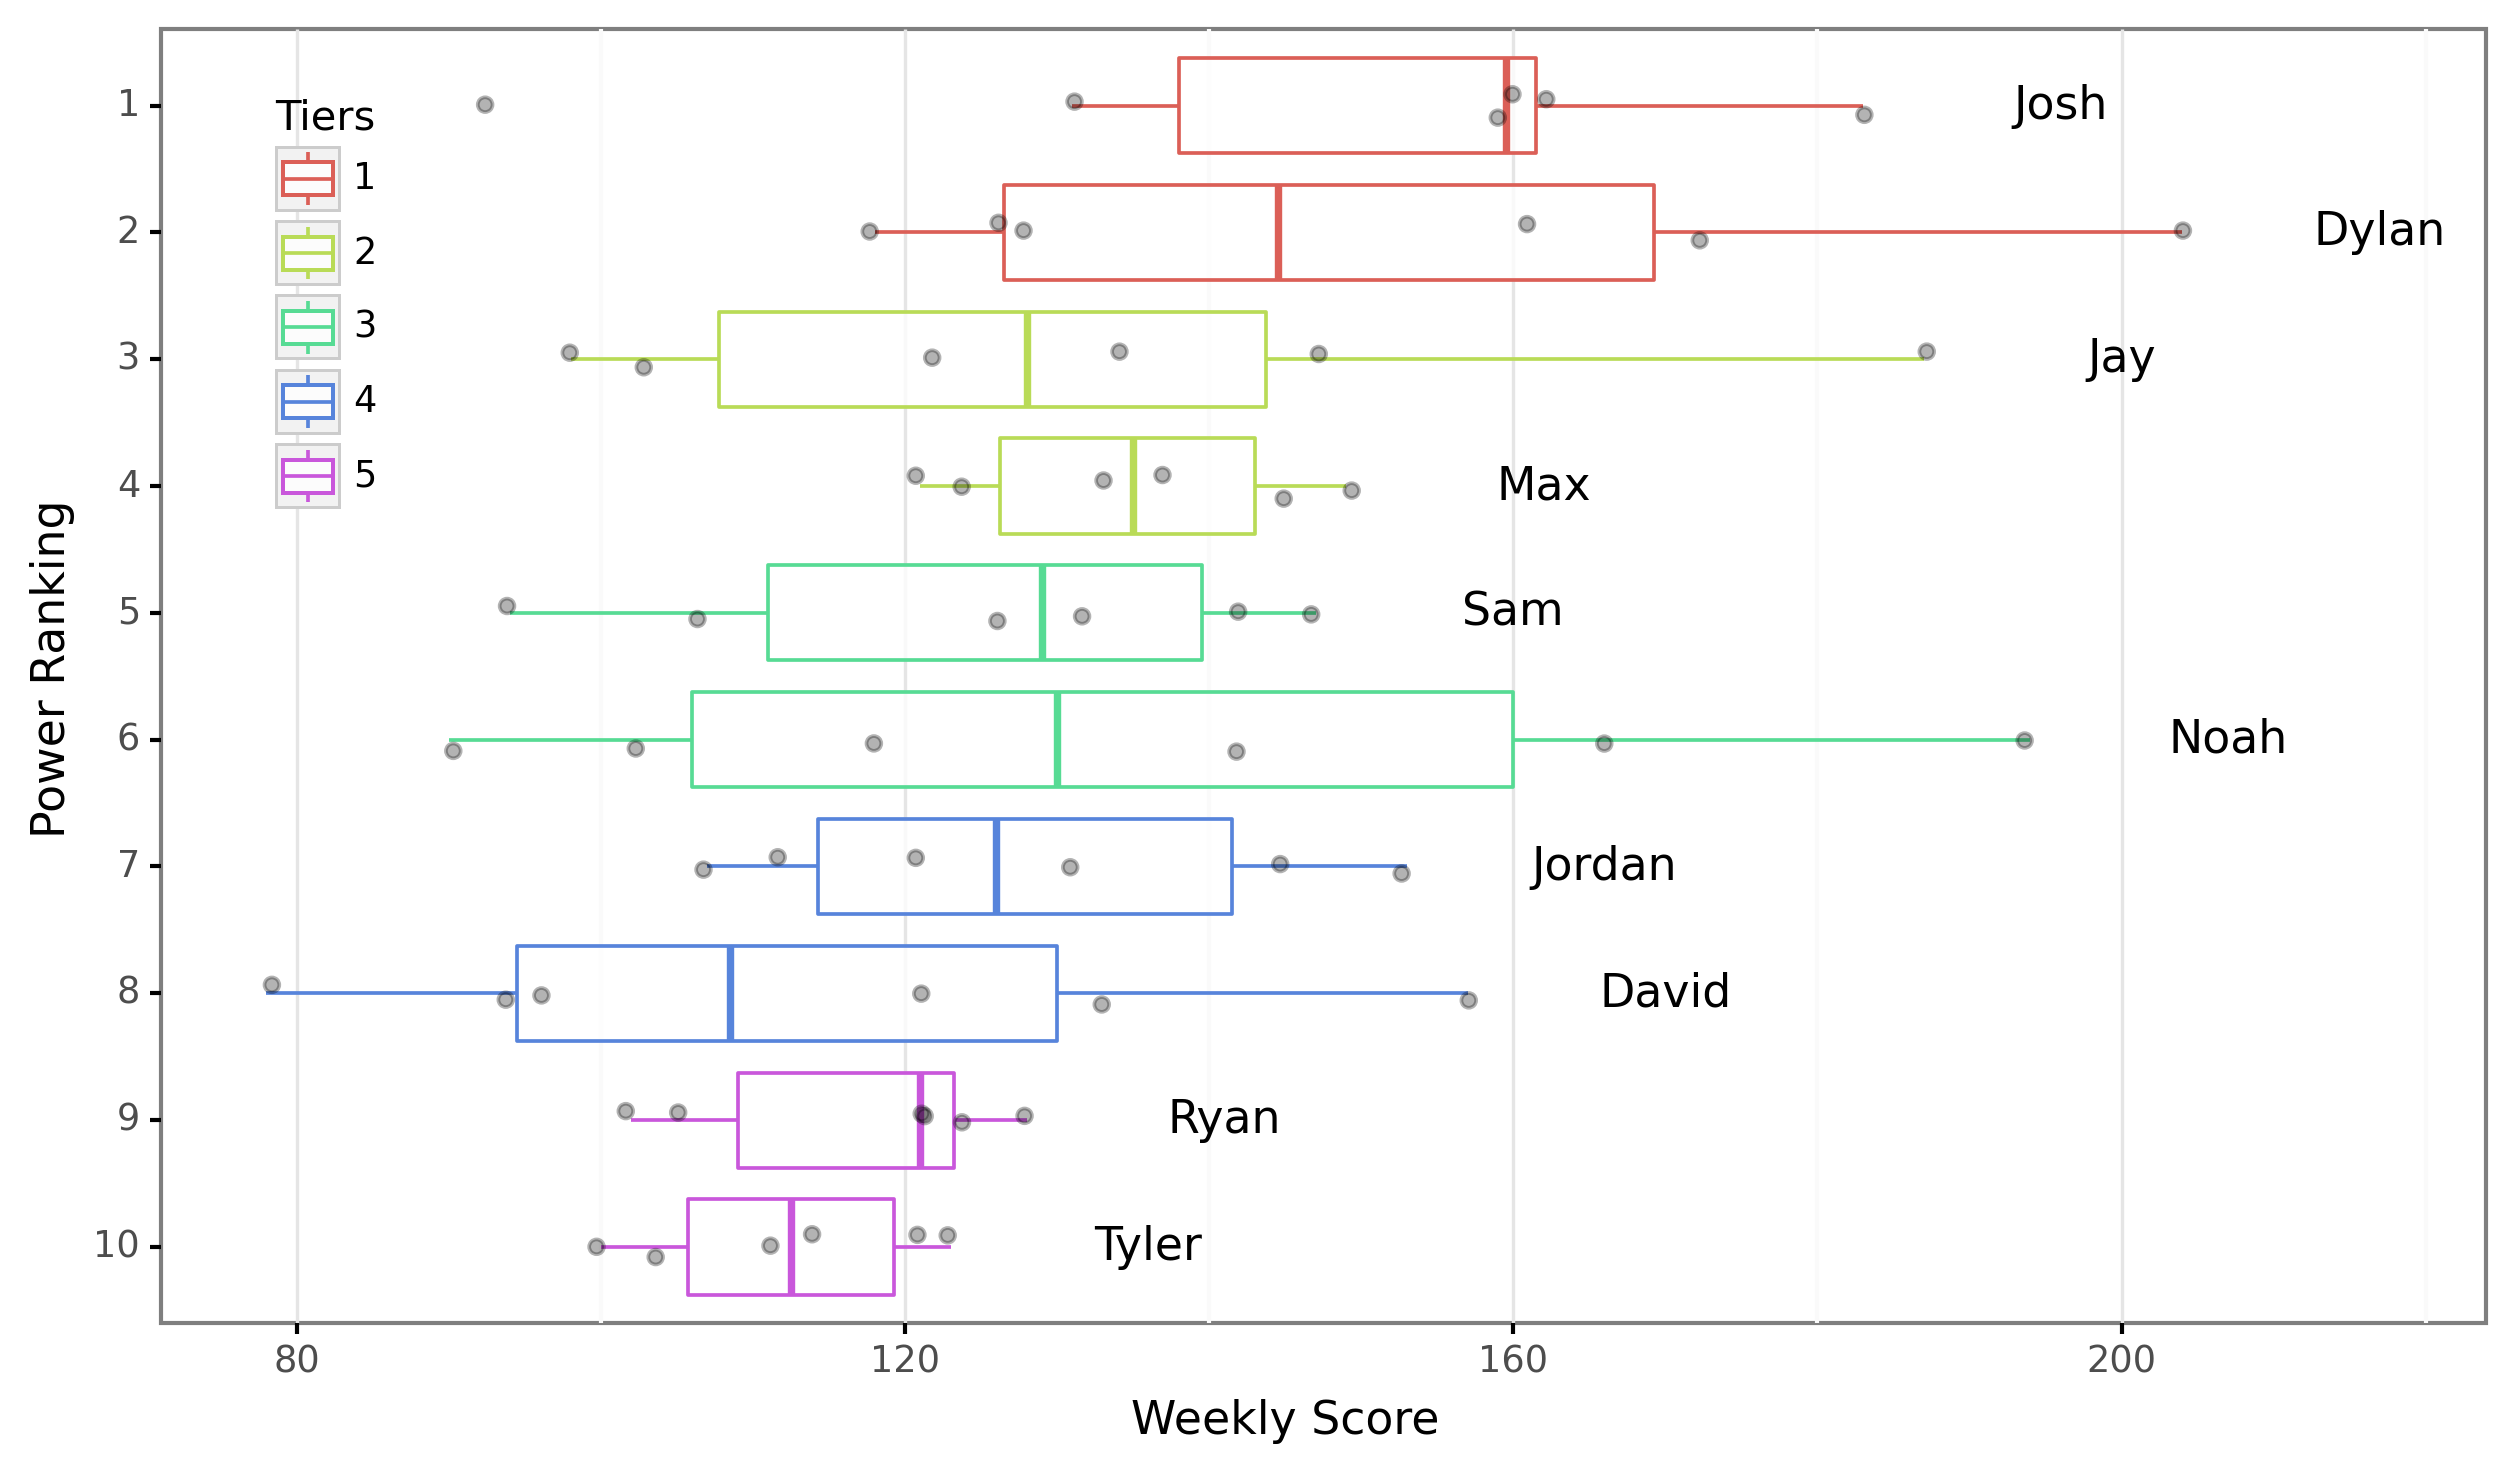 Power Ranking
1
2
3
4
5
6
7
8
9
10
Tiers
1
2
3
4
5
Josh
Dylan
Jay
Max
Sam
Noah
Jordan
David
Ryan
Tyler
80 120 160 200
Weekly Score